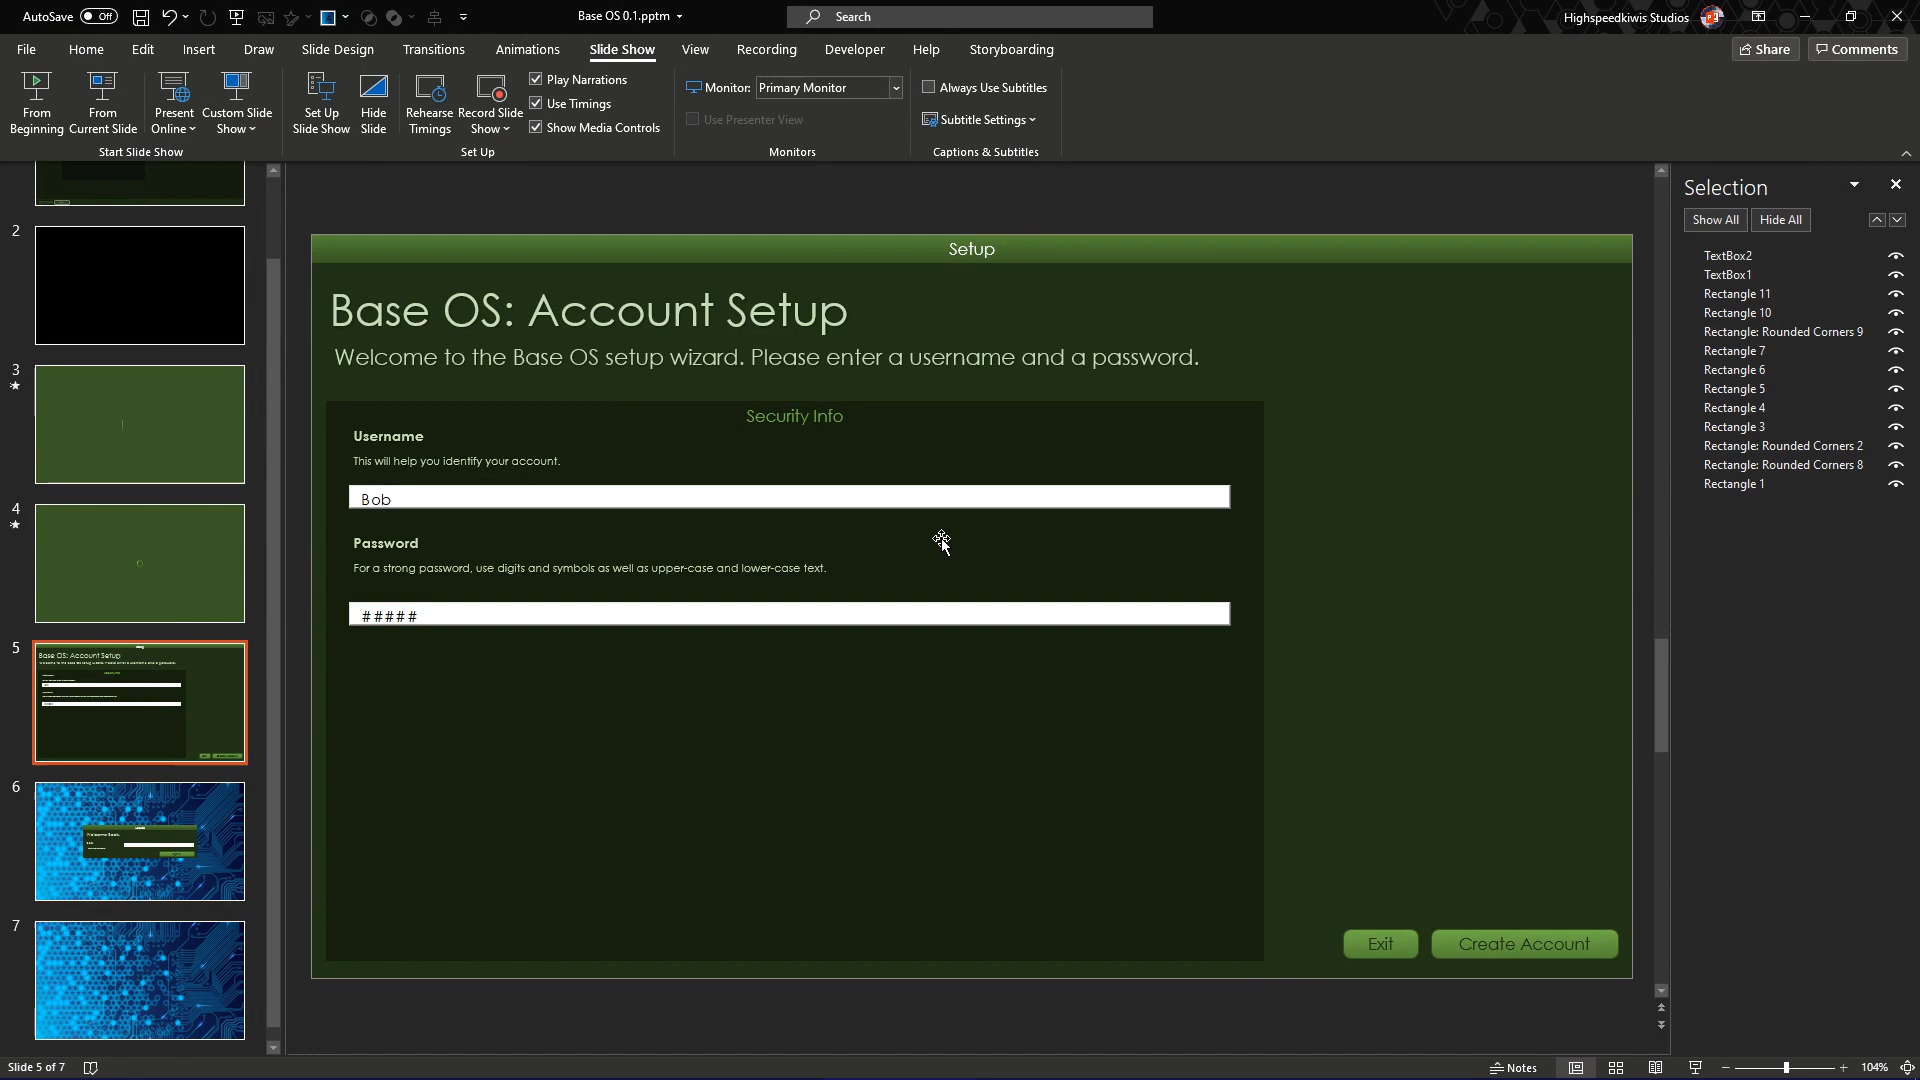 AutoSave Off Base OS 0.1.pptm Search Highspeedkiwis Studios
File Home Edit Insert Draw Slide Design Transitions Animations Slide Show View Recording Developer Help Storyboarding Share Comments
From Beginning
From Current Slide
Present Online
Custom Slide Show
Start Slide Show
Set Up Slide Show
Hide Slide
Rehearse Timings
Record Slide Show
Play Narrations
Use Timings
Show Media Controls
Set Up
Monitor: Primary Monitor
Use Presenter View
Monitors
Always Use Subtitles
Subtitle Settings
Captions & Subtitles
2
3
4
5
Base OS: Account Setup
6
7
Setup
Base OS: Account Setup
Welcome to the Base OS setup wizard. Please enter a username and a password.
Security Info
Username
This will help you identify your account.
Bob
Password
For a strong password, use digits and symbols as well as upper-case and lower-case text.
#####
Exit Create Account
Selection
Show All Hide All
TextBox2
TextBox1
Rectangle 11
Rectangle 10
Rectangle: Rounded Corners 9
Rectangle 7
Rectangle 6
Rectangle 5
Rectangle 4
Rectangle 3
Rectangle: Rounded Corners 2
Rectangle: Rounded Corners 8
Rectangle 1
Slide 5 of 7 Notes 104%